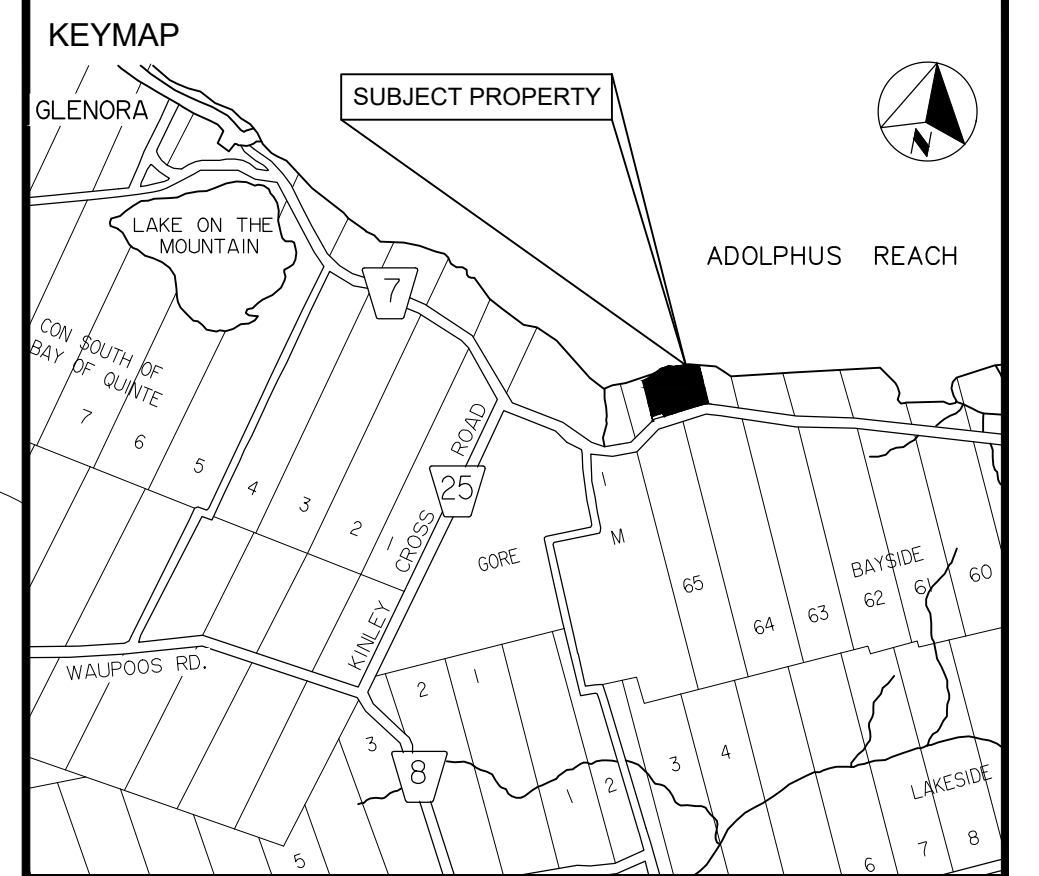 KEYMAP
GLENORA
SUBJECT PROPERTY
N
LAKE ON THE
MOUNTAIN
ADOLPHUS REACH
7
CON SOUTH OF
BAY OF QUINTE
7
6
5
4
3
2
1
KINLEY CROSS ROAD
25
GORE
1
M
65
64
63
62
61
60
BAYSIDE
WAUPOOS RD.
2
1
3
8
1
2
3
4
LAKESIDE
5
6
7
8